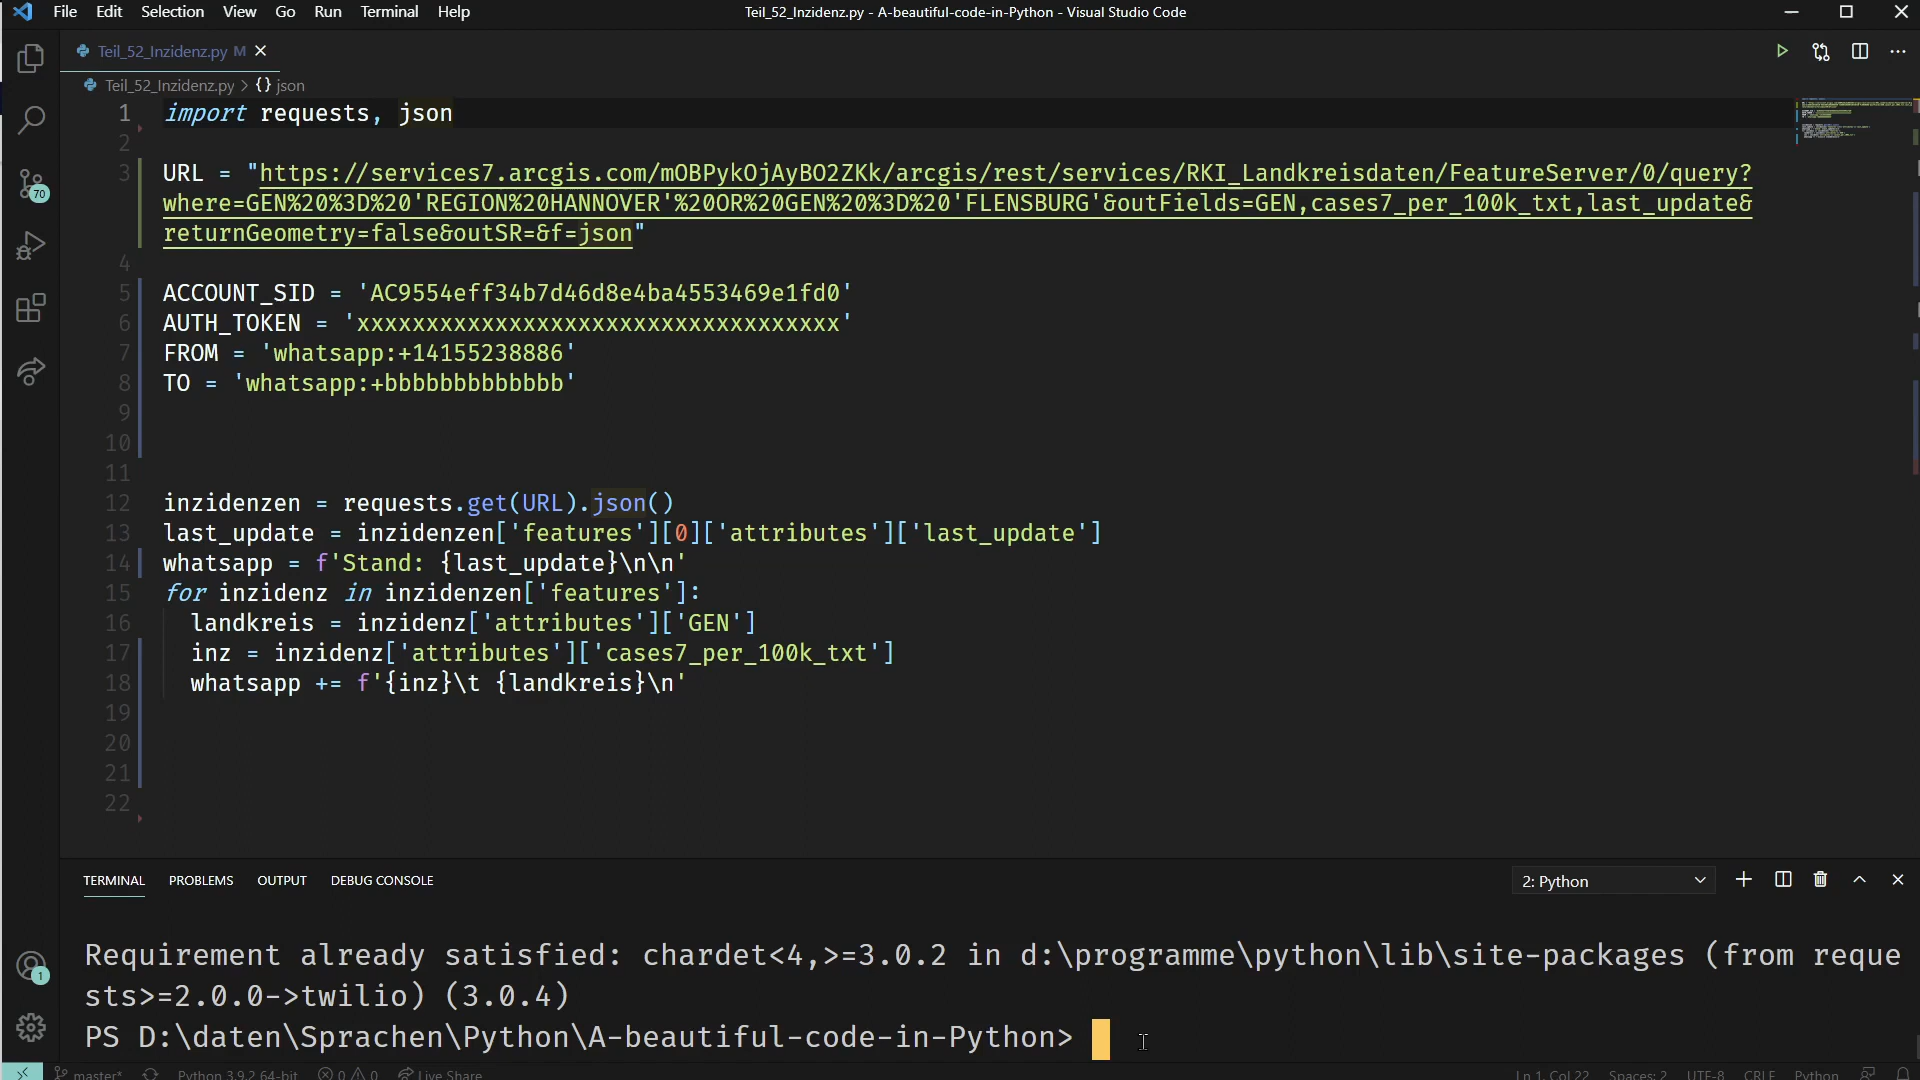 File Edit Selection View Go Run Terminal Help
Teil_52_Inzidenz.py - A-beautiful-code-in-Python - Visual Studio Code
Teil_52_Inzidenz.py M
Teil_52_Inzidenz.py > {} json
1 import requests, json
2
3 URL = "https://services7.arcgis.com/mOBPykOjAyBO2ZKk/arcgis/rest/services/RKI_Landkreisdaten/FeatureServer/0/query?
where=GEN%20%3D%20'REGION%20HANNOVER'%20OR%20GEN%20%3D%20'FLENSBURG'&outFields=GEN,cases7_per_100k_txt,last_update&
returnGeometry=false&outSR=&f=json"
4
5 ACCOUNT_SID = 'AC9554eff34b7d46d8e4ba4553469e1fd0'
6 AUTH_TOKEN = 'xxxxxxxxxxxxxxxxxxxxxxxxxxxxxxxxxxx'
7 FROM = 'whatsapp:+14155238886'
8 TO = 'whatsapp:+bbbbbbbbbbbbb'
9
10
11
12 inzidenzen = requests.get(URL).json()
13 last_update = inzidenzen['features'][0]['attributes']['last_update']
14 whatsapp = f'Stand: {last_update}\n\n'
15 for inzidenz in inzidenzen['features']:
16 landkreis = inzidenz['attributes']['GEN']
17 inz = inzidenz['attributes']['cases7_per_100k_txt']
18 whatsapp += f'{inz}\t {landkreis}\n'
19
20
21
22
70
TERMINAL PROBLEMS OUTPUT DEBUG CONSOLE
2: Python
Requirement already satisfied: chardet<4,>=3.0.2 in d:\programme\python\lib\site-packages (from reque
sts>=2.0.0->twilio) (3.0.4)
PS D:\daten\Sprachen\Python\A-beautiful-code-in-Python>
1
master* Python 3.9.2 64-bit 0 0 Live Share
Ln 1, Col 22 Spaces: 2 UTF-8 CRLF Python